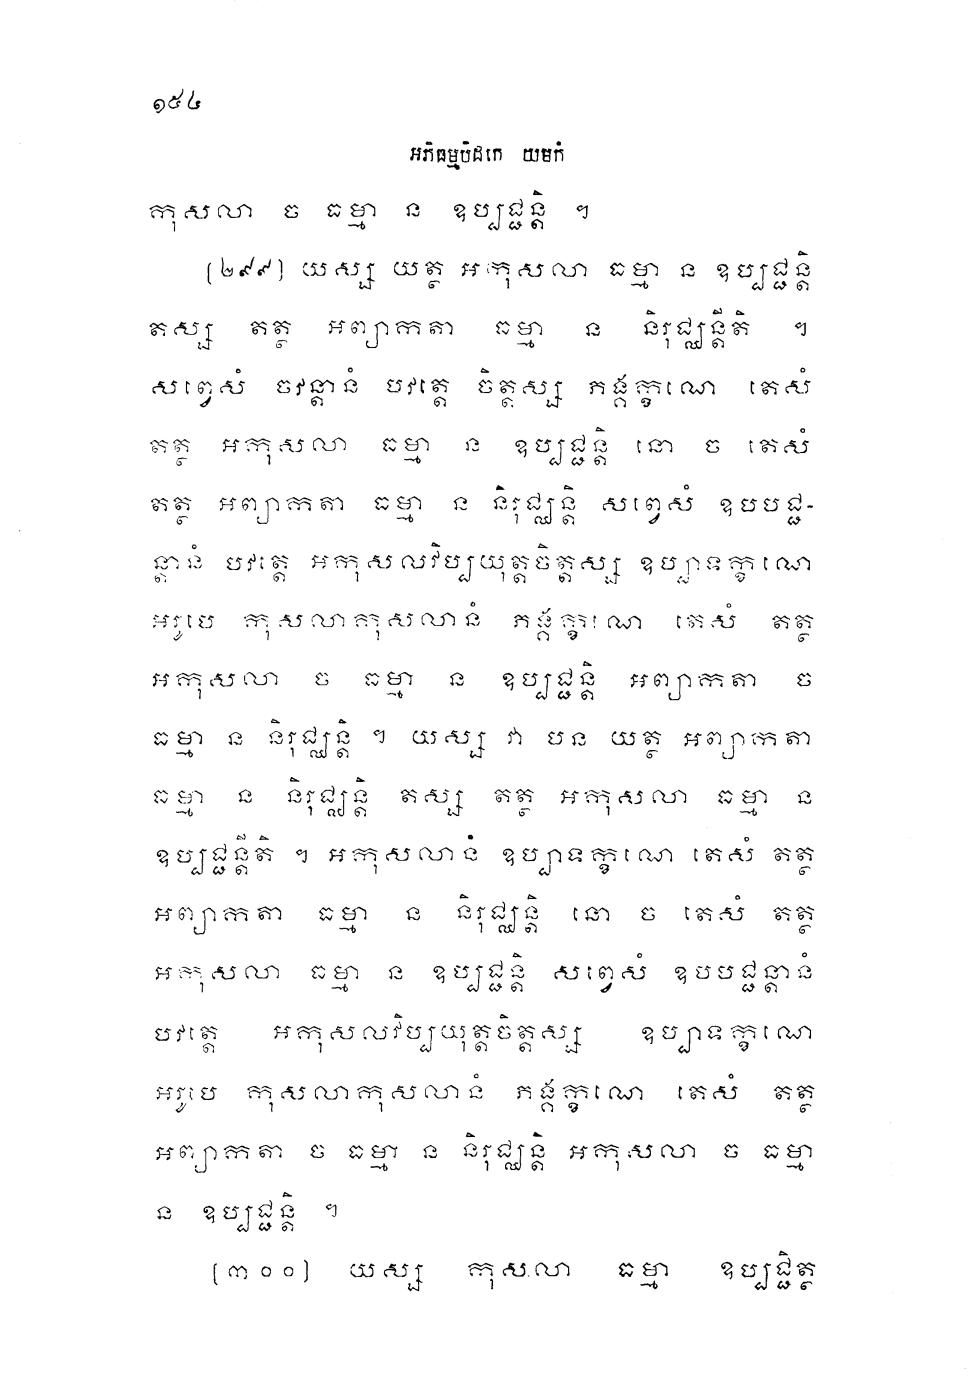 ១៥៤
អភិធម្មបិដកេ យមកំ
កុសលា ច ធម្មា ន ឧប្បជ្ជន្តិ ។
(២៩៩) យស្ស យត្ថ អកុសលា ធម្មា ន ឧប្បជ្ជន្តិ
តស្ស តត្ថ អព្យាកតា ធម្មា ន និរុជ្ឈន្តីតិ ។
សព្វេសំ ចវន្តានំ បវត្តេ ចិត្តស្ស ភង្គក្ខណេ តេសំ
តត្ថ អកុសលា ធម្មា ន ឧប្បជ្ជន្តិ នោ ច តេសំ
តត្ថ អព្យាកតា ធម្មា ន និរុជ្ឈន្តិ សព្វេសំ ឧបបជ្ជ-
ន្តានំ បវត្តេ អកុសលវិប្បយុត្តចិត្តស្ស ឧប្បាទក្ខណេ
អរូបេ កុសលាកុសលានំ ភង្គក្ខណេ តេសំ តត្ថ
អកុសលា ច ធម្មា ន ឧប្បជ្ជន្តិ អព្យាកតា ច
ធម្មា ន និរុជ្ឈន្តិ ។ យស្ស វា បន យត្ថ អព្យាកតា
ធម្មា ន និរុជ្ឈន្តិ តស្ស តត្ថ អកុសលា ធម្មា ន
ឧប្បជ្ជន្តីតិ ។ អកុសលានំ ឧប្បាទក្ខណេ តេសំ តត្ថ
អព្យាកតា ធម្មា ន និរុជ្ឈន្តិ នោ ច តេសំ តត្ថ
អកុសលា ធម្មា ន ឧប្បជ្ជន្តិ សព្វេសំ ឧបបជ្ជន្តានំ
បវត្តេ អកុសលវិប្បយុត្តចិត្តស្ស ឧប្បាទក្ខណេ
អរូបេ កុសលាកុសលានំ ភង្គក្ខណេ តេសំ តត្ថ
អព្យាកតា ច ធម្មា ន និរុជ្ឈន្តិ អកុសលា ច ធម្មា
ន ឧប្បជ្ជន្តិ ។
(៣០០) យស្ស កុសលា ធម្មា ឧប្បជ្ជិត្ថ